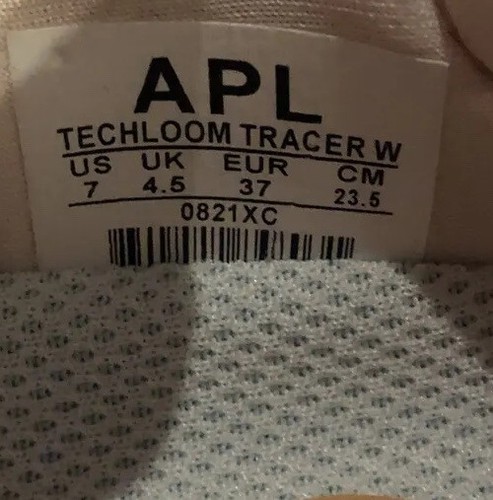 APL
TECHLOOM TRACER W
US UK EUR CM
7 4.5 37 23.5
0821XC